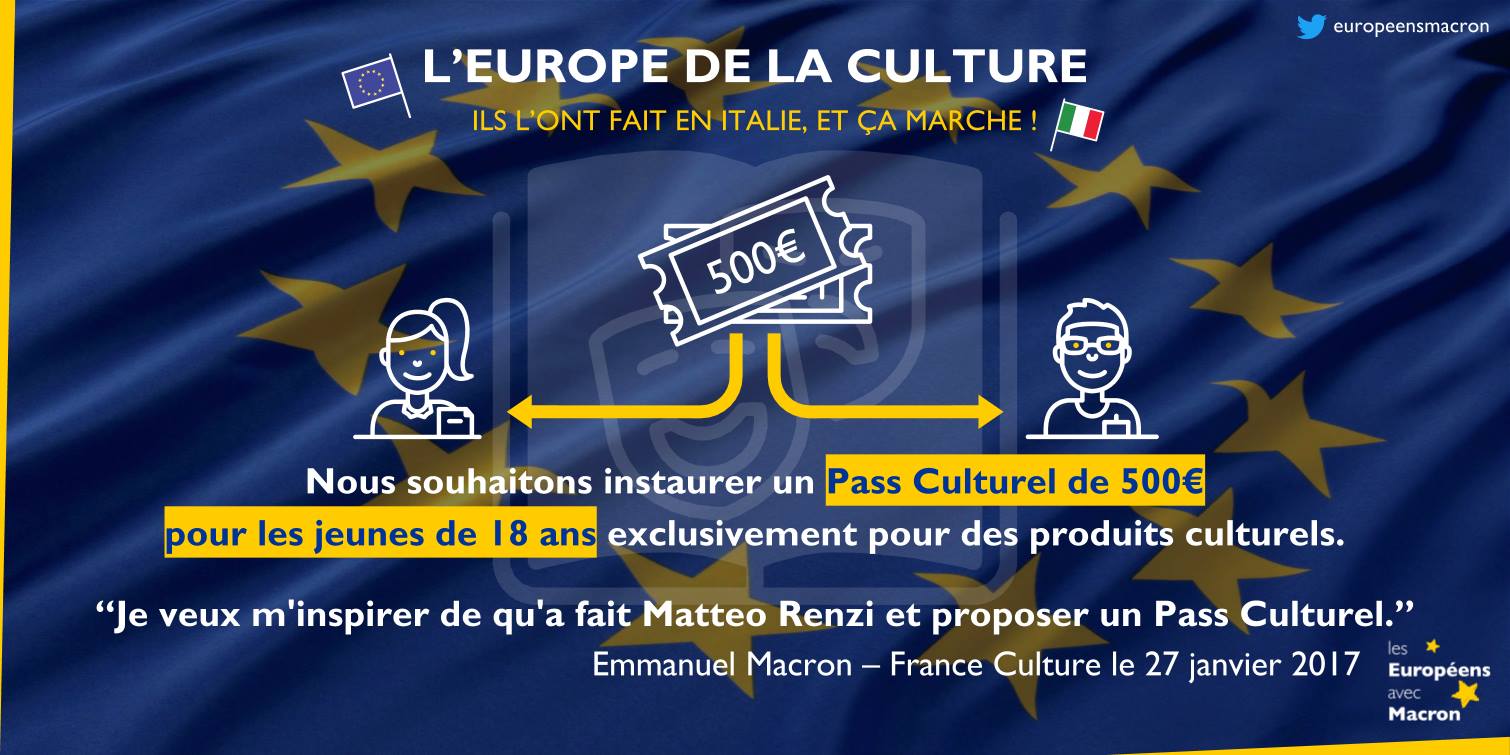 europeensmacron
L'EUROPE DE LA CULTURE
ILS L'ONT FAIT EN ITALIE, ET ÇA MARCHE !
500€
Nous souhaitons instaurer un Pass Culturel de 500€
pour les jeunes de 18 ans exclusivement pour des produits culturels.
“Je veux m'inspirer de qu'a fait Matteo Renzi et proposer un Pass Culturel.”
Emmanuel Macron – France Culture le 27 janvier 2017
les
Européens
avec
Macron